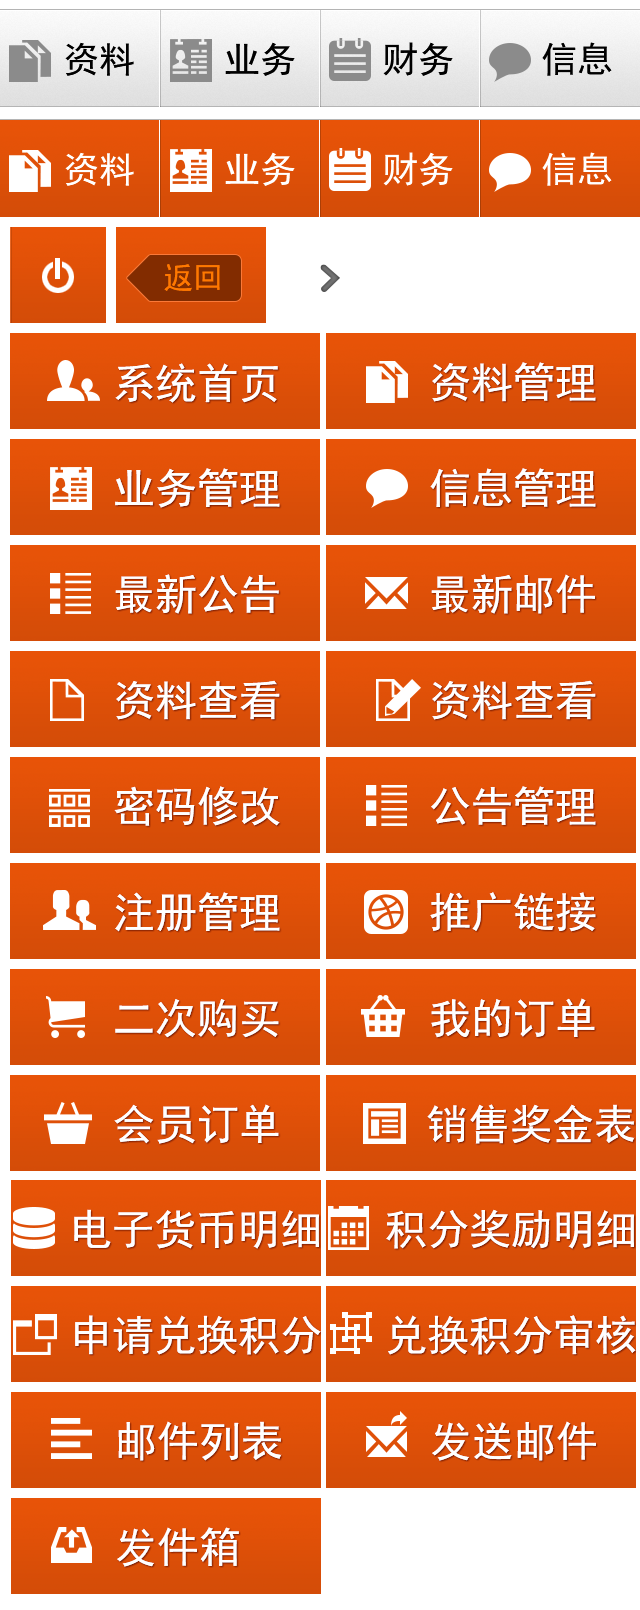 资料 业务 财务 信息
资料 业务 财务 信息
返回
系统首页 资料管理
业务管理 信息管理
最新公告 最新邮件
资料查看 资料查看
密码修改 公告管理
注册管理 推广链接
二次购买 我的订单
会员订单 销售奖金表
电子货币明细 积分奖励明细
申请兑换积分 兑换积分审核
邮件列表 发送邮件
发件箱